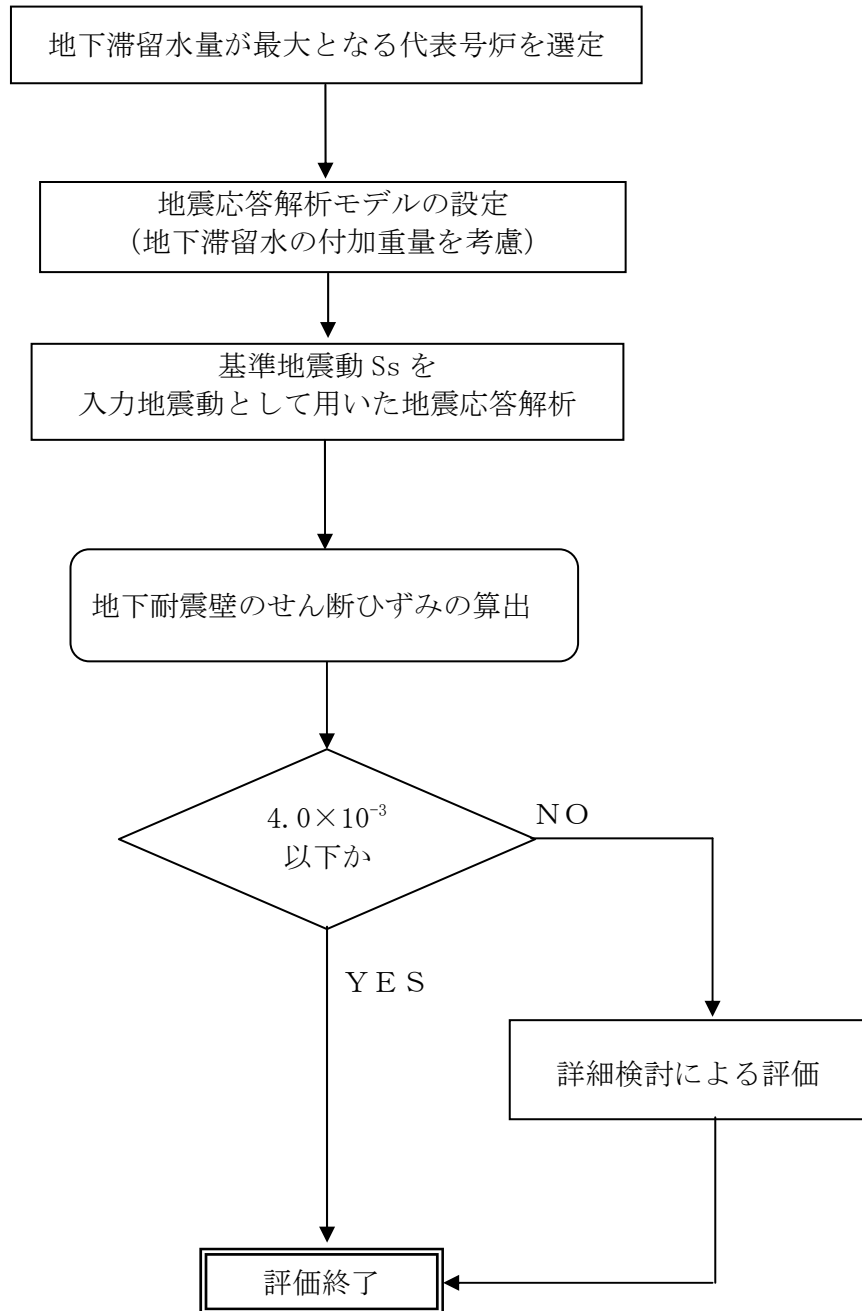 地下滞留水量が最大となる代表号炉を選定
地震応答解析モデルの設定
(地下滞留水の付加重量を考慮)
基準地震動 Ss を
入力地震動として用いた地震応答解析
地下耐震壁のせん断ひずみの算出
4.0×10⁻³
以下か
ＮＯ
ＹＥＳ
詳細検討による評価
評価終了